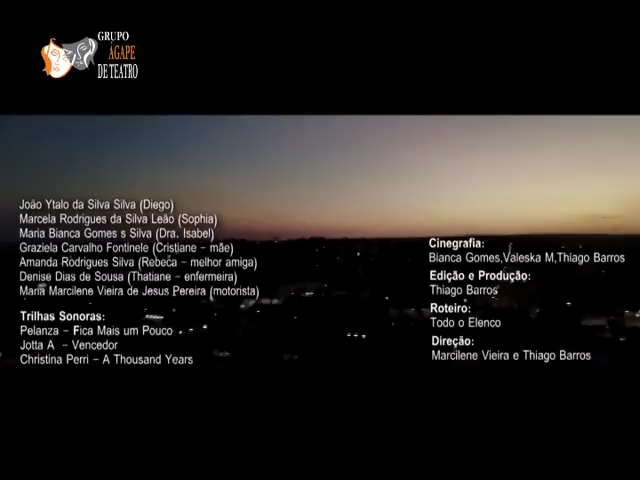 GRUPO
ÁGAPE
DE TEATRO
João Ytalo da Silva Silva (Diego)
Marcela Rodrigues da Silva Leão (Sophia)
Maria Bianca Gomes s Silva (Dra. Isabel)
Graziela Carvalho Fontinele (Cristiane – mãe)
Amanda Rodrigues Silva (Rebeca – melhor amiga)
Denise Dias de Sousa (Thatiane – enfermeira)
Maria Marcilene Vieira de Jesus Pereira (motorista)
Trilhas Sonoras:
Pelanza – Fica Mais um Pouco
Jotta A – Vencedor
Christina Perri – A Thousand Years
Cinegrafia:
Bianca Gomes,Valeska M,Thiago Barros
Edição e Produção:
Thiago Barros
Roteiro:
Todo o Elenco
Direção:
Marcilene Vieira e Thiago Barros